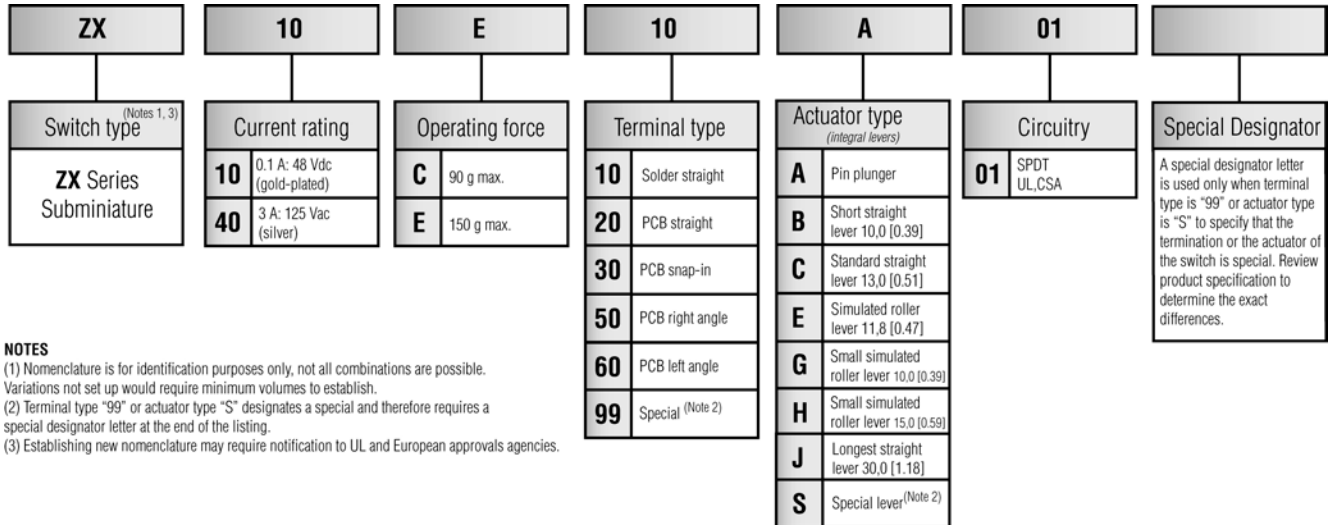 ZX
10
E
10
A
01
Switch type (Notes 1, 3)
ZX Series
Subminiature
Current rating
10
0.1 A: 48 Vdc
(gold-plated)
40
3 A: 125 Vac
(silver)
Operating force
C
90 g max.
E
150 g max.
Terminal type
10
Solder straight
20
PCB straight
30
PCB snap-in
50
PCB right angle
60
PCB left angle
99
Special (Note 2)
Actuator type
(integral levers)
A
Pin plunger
B
Short straight
lever 10,0 [0.39]
C
Standard straight
lever 13,0 [0.51]
E
Simulated roller
lever 11,8 [0.47]
G
Small simulated
roller lever 10,0 [0.39]
H
Small simulated
roller lever 15,0 [0.59]
J
Longest straight
lever 30,0 [1.18]
S
Special lever(Note 2)
Circuitry
01
SPDT
UL,CSA
Special Designator
A special designator letter
is used only when terminal
type is “99” or actuator type
is “S” to specify that the
termination or the actuator of
the switch is special. Review
product specification to
determine the exact
differences.
NOTES
(1) Nomenclature is for identification purposes only, not all combinations are possible.
Variations not set up would require minimum volumes to establish.
(2) Terminal type “99” or actuator type “S” designates a special and therefore requires a
special designator letter at the end of the listing.
(3) Establishing new nomenclature may require notification to UL and European approvals agencies.